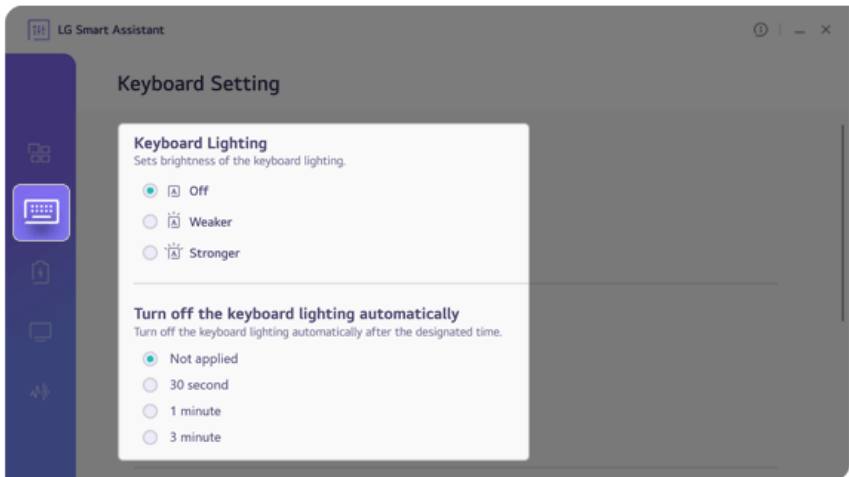 LG Smart Assistant
Keyboard Setting
Keyboard Lighting
Sets brightness of the keyboard lighting.
A Off
A Weaker
A Stronger
Turn off the keyboard lighting automatically
Turn off the keyboard lighting automatically after the designated time.
Not applied
30 second
1 minute
3 minute